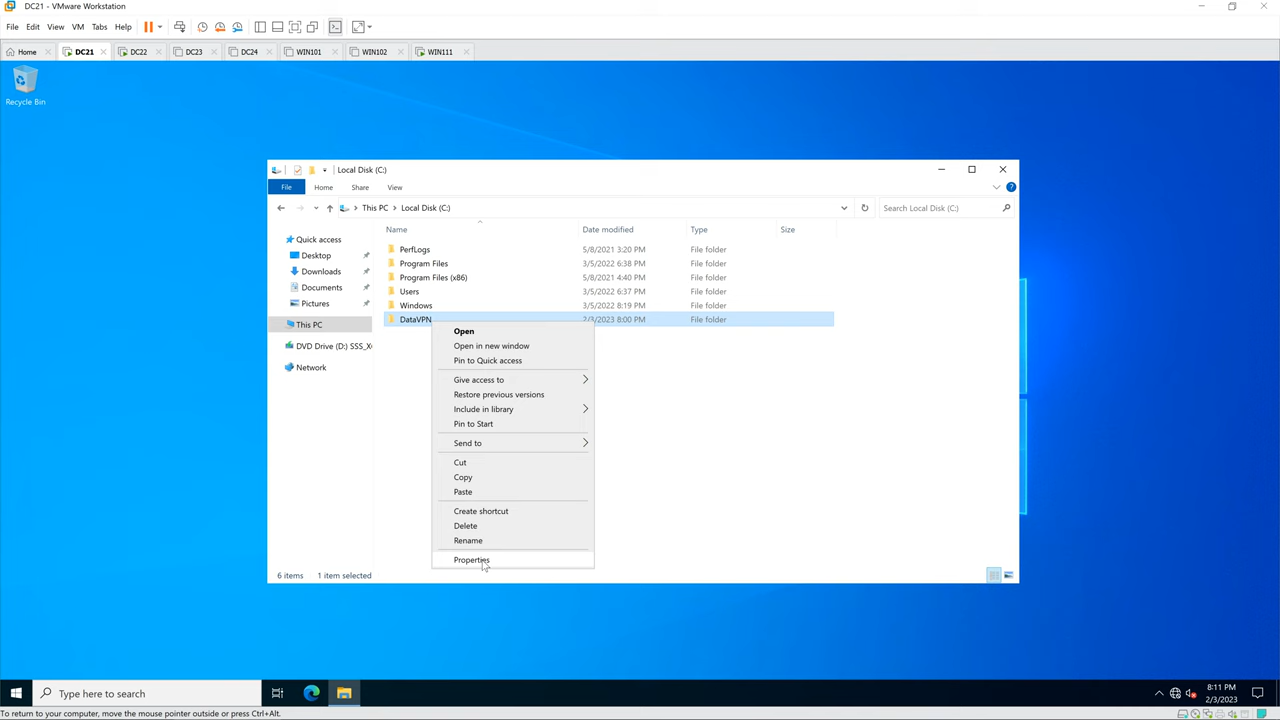 DC21 - VMware Workstation
File Edit View VM Tabs Help
Home DC21 DC22 DC23 DC24 WIN101 WIN102 WIN111
Recycle Bin
Local Disk (C:)
File Home Share View
This PC Local Disk (C:) Search Local Disk (C:)
Name Date modified Type Size
Quick access
Desktop
Downloads
Documents
Pictures
This PC
DVD Drive (D:) SSS_X
Network
PerfLogs 5/8/2021 3:20 PM File folder
Program Files 3/5/2022 6:38 PM File folder
Program Files (x86) 5/8/2021 4:40 PM File folder
Users 3/5/2022 6:37 PM File folder
Windows 3/5/2022 8:19 PM File folder
DataVPN 2/3/2023 8:00 PM File folder
Open
Open in new window
Pin to Quick access
Give access to
Restore previous versions
Include in library
Pin to Start
Send to
Cut
Copy
Paste
Create shortcut
Delete
Rename
Properties
6 items 1 item selected
Type here to search
8:11 PM
2/3/2023
To return to your computer, move the mouse pointer outside or press Ctrl+Alt.